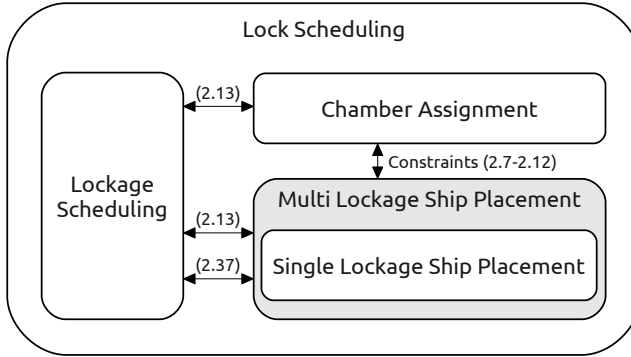 Lock Scheduling
(2.13)
Chamber Assignment
Constraints (2.7-2.12)
Lockage
Scheduling
Multi Lockage Ship Placement
(2.13)
(2.37)
Single Lockage Ship Placement